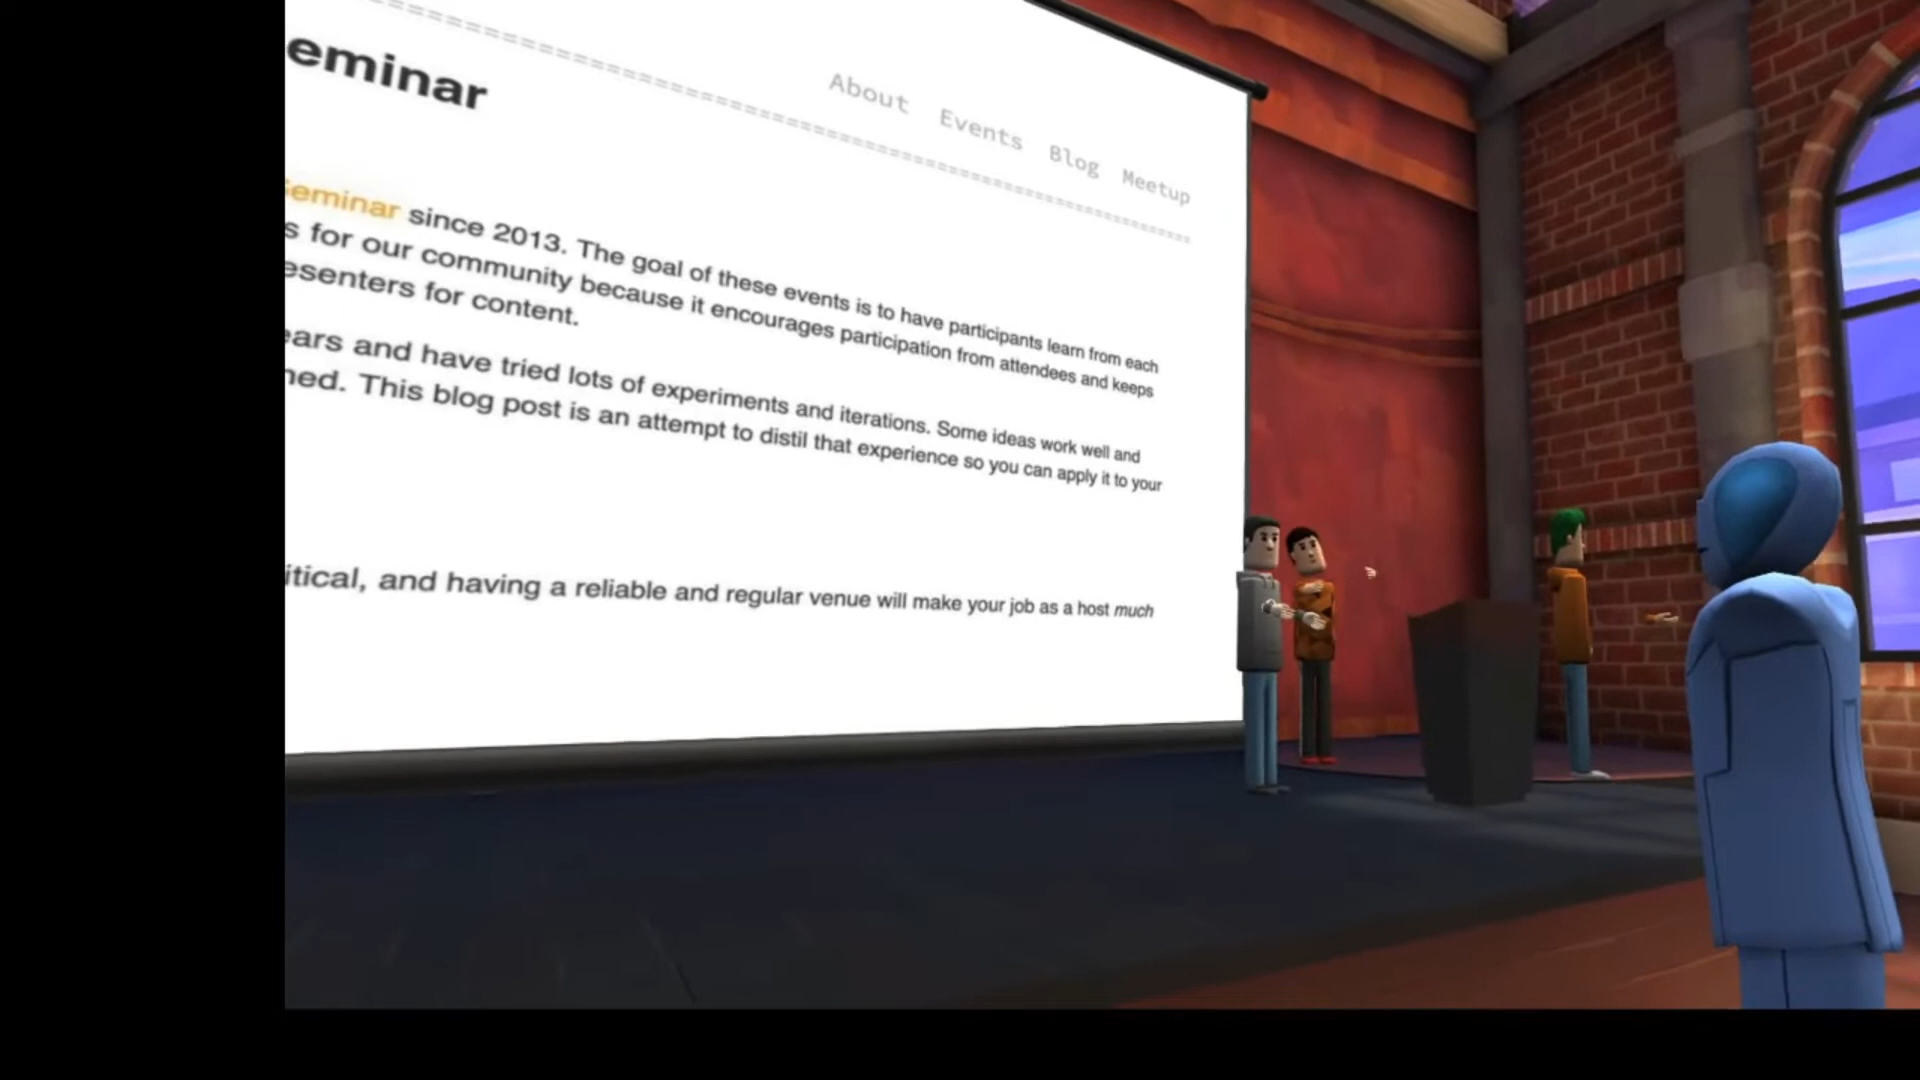 eminar
About Events Blog Meetup
Seminar since 2013. The goal of these events is to have participants learn from each
s for our community because it encourages participation from attendees and keeps
esenters for content.
ears and have tried lots of experiments and iterations. Some ideas work well and
ned. This blog post is an attempt to distil that experience so you can apply it to your
itical, and having a reliable and regular venue will make your job as a host much